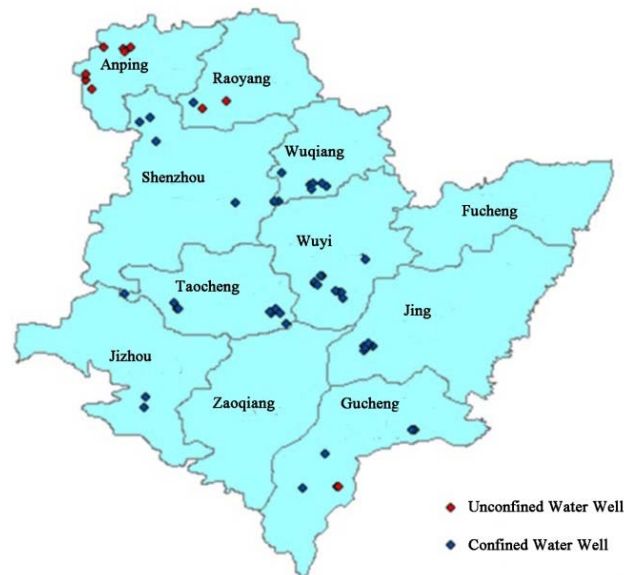 Anping
Raoyang
Wuqiang
Shenzhou
Fucheng
Wuyi
Taocheng
Jing
Jizhou
Zaoqiang
Gucheng
Unconfined Water Well
Confined Water Well